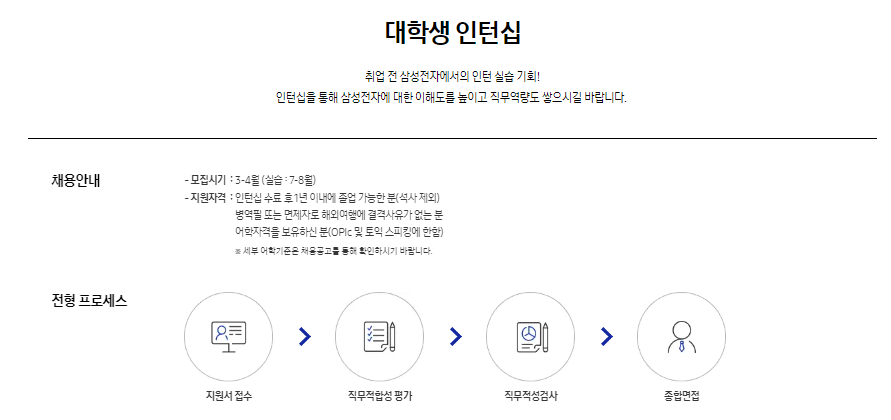 대학생 인턴십
취업 전 삼성전자에서의 인턴 실습 기회!
인턴십을 통해 삼성전자에 대한 이해도를 높이고 직무역량도 쌓으시길 바랍니다.
채용안내
- 모집시기 : 3-4월 (실습 : 7-8월)
- 지원자격 : 인턴십 수료 후 1년 이내에 졸업 가능한 분(석사 제외)
병역필 또는 면제자로 해외여행에 결격사유가 없는 분
어학자격을 보유하신 분(OPIc 및 토익 스피킹에 한함)
※ 세부 어학기준은 채용공고를 통해 확인하시기 바랍니다.
전형 프로세스
지원서 접수
직무적합성 평가
직무적성검사
종합면접